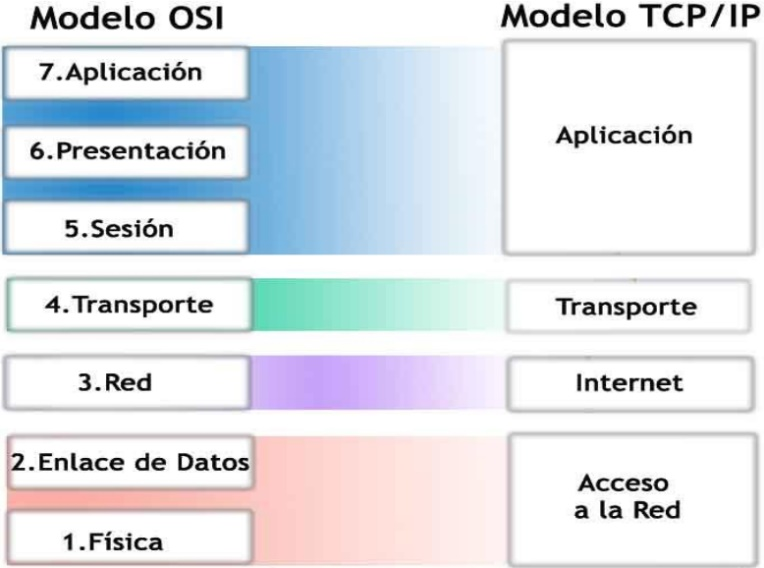 Modelo OSI
Modelo TCP/IP
7.Aplicación
6.Presentación
5.Sesión
Aplicación
4.Transporte
Transporte
3.Red
Internet
2.Enlace de Datos
1.Física
Acceso
a la Red